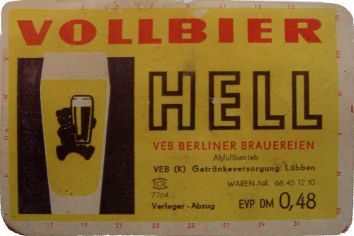 VOLLBIER
HELL
VEB BERLINER BRAUEREIEN
Abfüllbetrieb
VEB (K) Getränkeversorgung Lübben
TGL
7764
WAREN-NR. 68 45 12 10
Verleger - Abzug
EVP DM 0,48